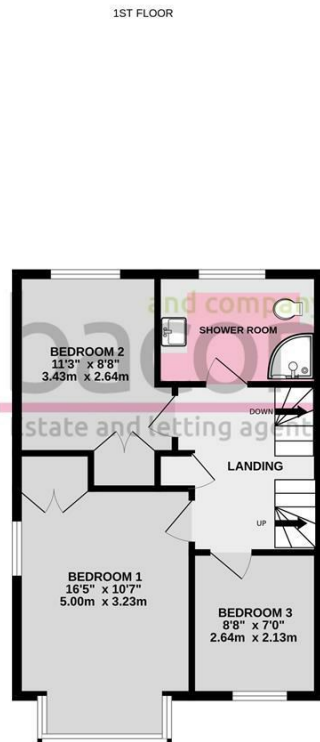 1ST FLOOR
and company
bacon
estate and letting agents
SHOWER ROOM
BEDROOM 2
11'3" x 8'8"
3.43m x 2.64m
DOWN
LANDING
UP
BEDROOM 1
16'5" x 10'7"
5.00m x 3.23m
BEDROOM 3
8'8" x 7'0"
2.64m x 2.13m